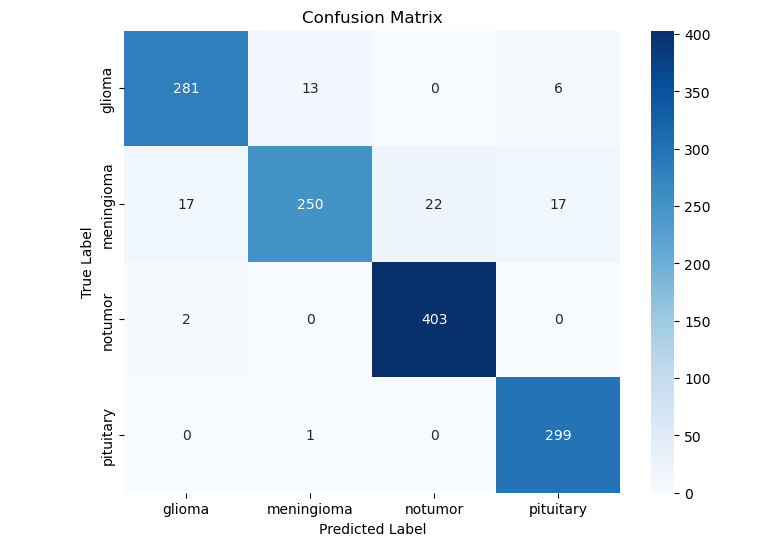 Confusion Matrix
glioma 281 13 0 6
meningioma 17 250 22 17
notumor 2 0 403 0
pituitary 0 1 0 299
glioma meningioma notumor pituitary
Predicted Label
True Label
400
350
300
250
200
150
100
50
0